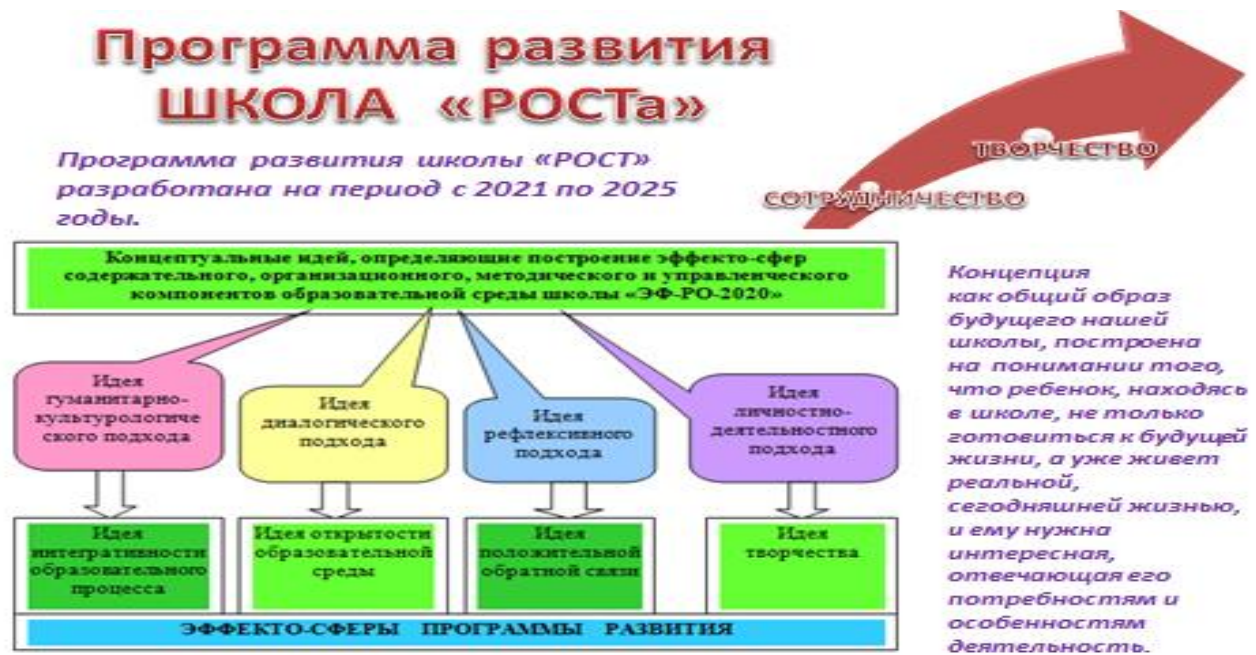 Программа развития
ШКОЛА «РОСТа»
Программа развития школы «РОСТ»
разработана на период с 2021 по 2025
годы.
ТВОРЧЕСТВО
СОТРУДНИЧЕСТВО
Концептуальные идей, определяющие построение эффекто-сфер
содержательного, организационного, методического и управленческого
компонентов образовательной среды школы «ЭФ-РО-2020»
Идея
гуманитарно-
культурологиче
ского подхода
Идея
диалогического
подхода
Идея
рефлексивного
подхода
Идея
личностно-
деятельностного
подхода
Идея
интегративности
образовательного
процесса
Идея открытости
образовательной
среды
Идея
положительной
обратной связи
Идея
творчества
ЭФФЕКТО-СФЕРЫ ПРОГРАММЫ РАЗВИТИЯ
Концепция
как общий образ
будущего нашей
школы, построена
на понимании того,
что ребенок, находясь
в школе, не только
готовиться к будущей
жизни, а уже живет
реальной,
сегодняшней жизнью,
и ему нужна
интересная,
отвечающая его
потребностям и
особенностям
деятельность.